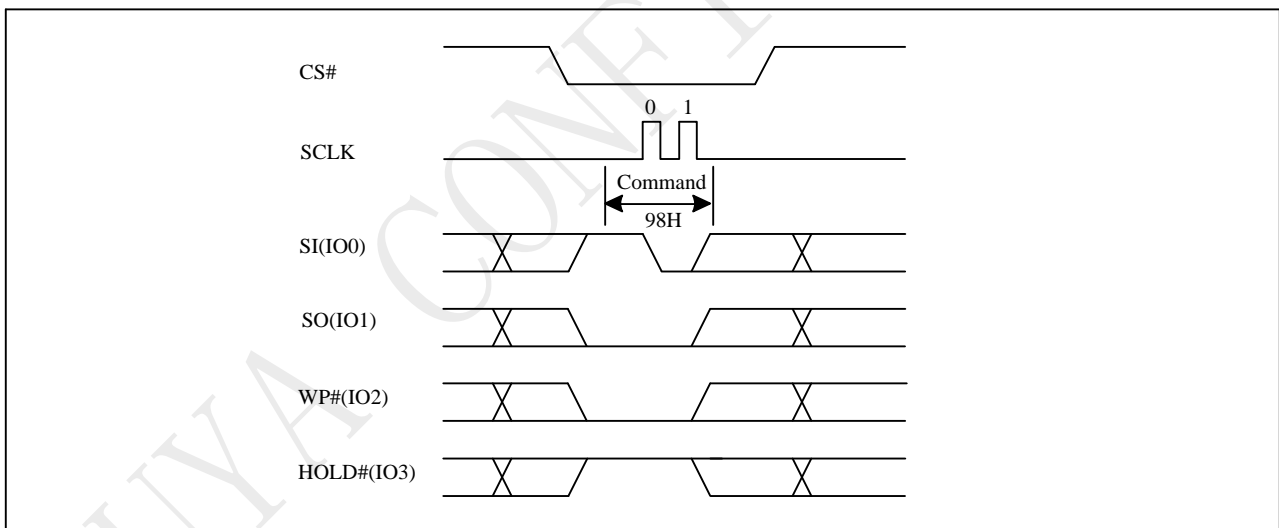 CS#
0 1
SCLK
Command
98H
SI(IO0)
SO(IO1)
WP#(IO2)
HOLD#(IO3)